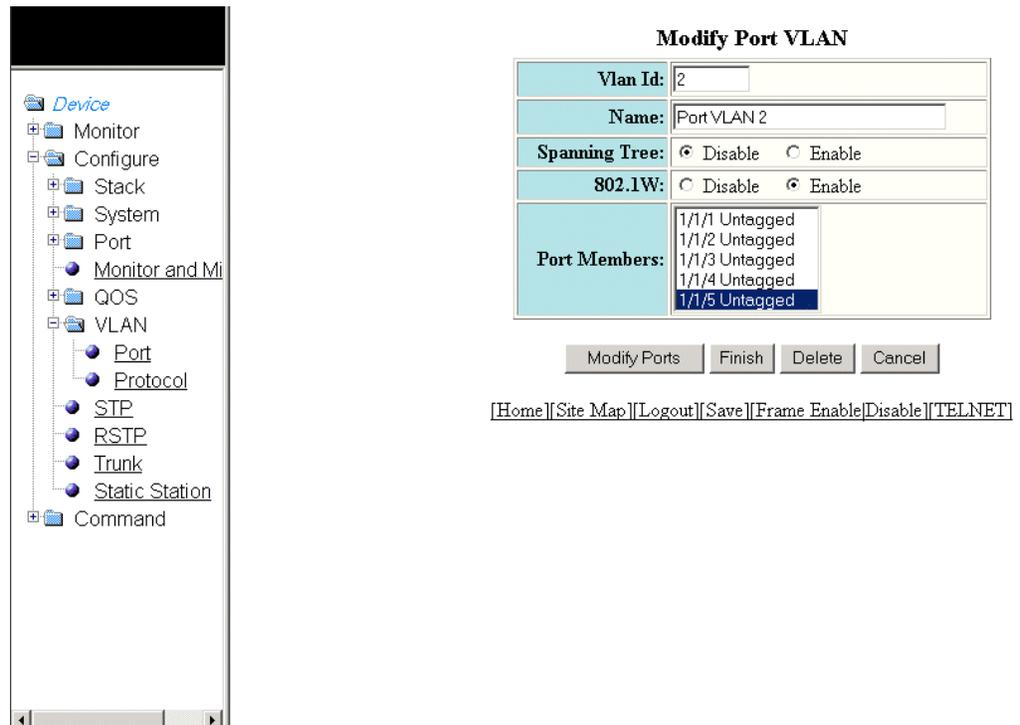 Device
Monitor
Configure
Stack
System
Port
Monitor and Mi
QOS
VLAN
Port
Protocol
STP
RSTP
Trunk
Static Station
Command
Modify Port VLAN
Vlan Id: 2
Name: Port VLAN 2
Spanning Tree: Disable Enable
802.1W: Disable Enable
Port Members:
1/1/1 Untagged
1/1/2 Untagged
1/1/3 Untagged
1/1/4 Untagged
1/1/5 Untagged
Modify Ports Finish Delete Cancel
[Home][Site Map][Logout][Save][Frame Enable|Disable][TELNET]